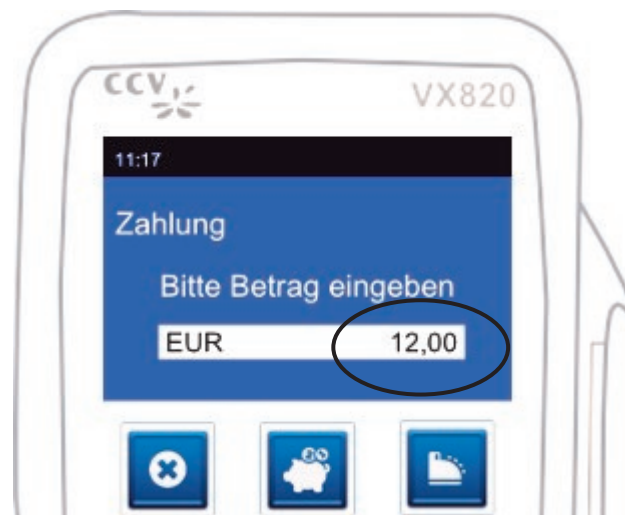 CCV
VX820
11:17
Zahlung
Bitte Betrag eingeben
EUR 12,00